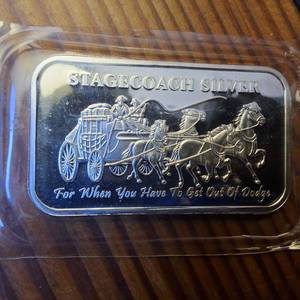 STAGECOACH SILVER
For When You Have To Get Out Of Dodge